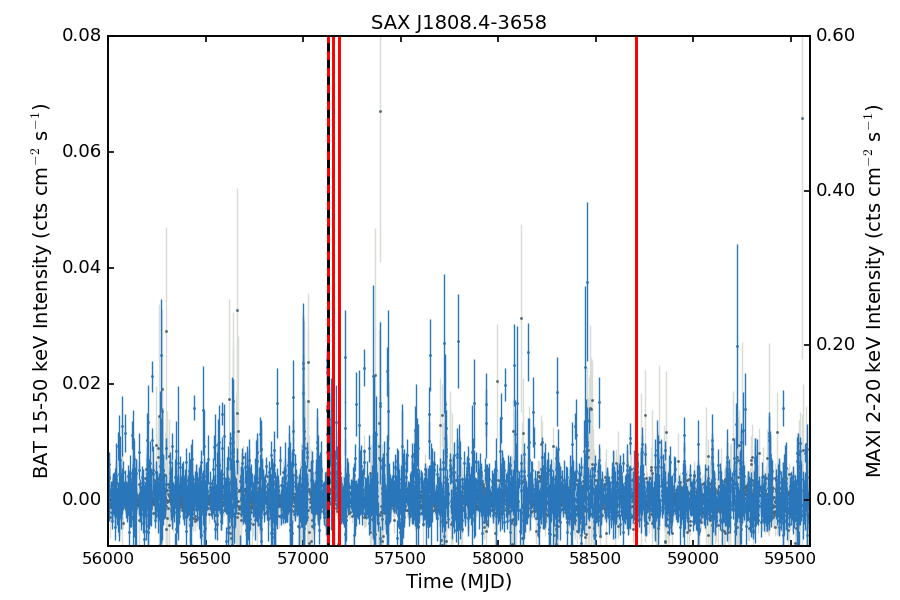 SAX J1808.4-3658
0.08
0.06
0.04
0.02
0.00
BAT 15-50 keV Intensity (cts cm⁻² s⁻¹)
0.60
0.40
0.20
0.00
MAXI 2-20 keV Intensity (cts cm⁻² s⁻¹)
56000 56500 57000 57500 58000 58500 59000 59500
Time (MJD)